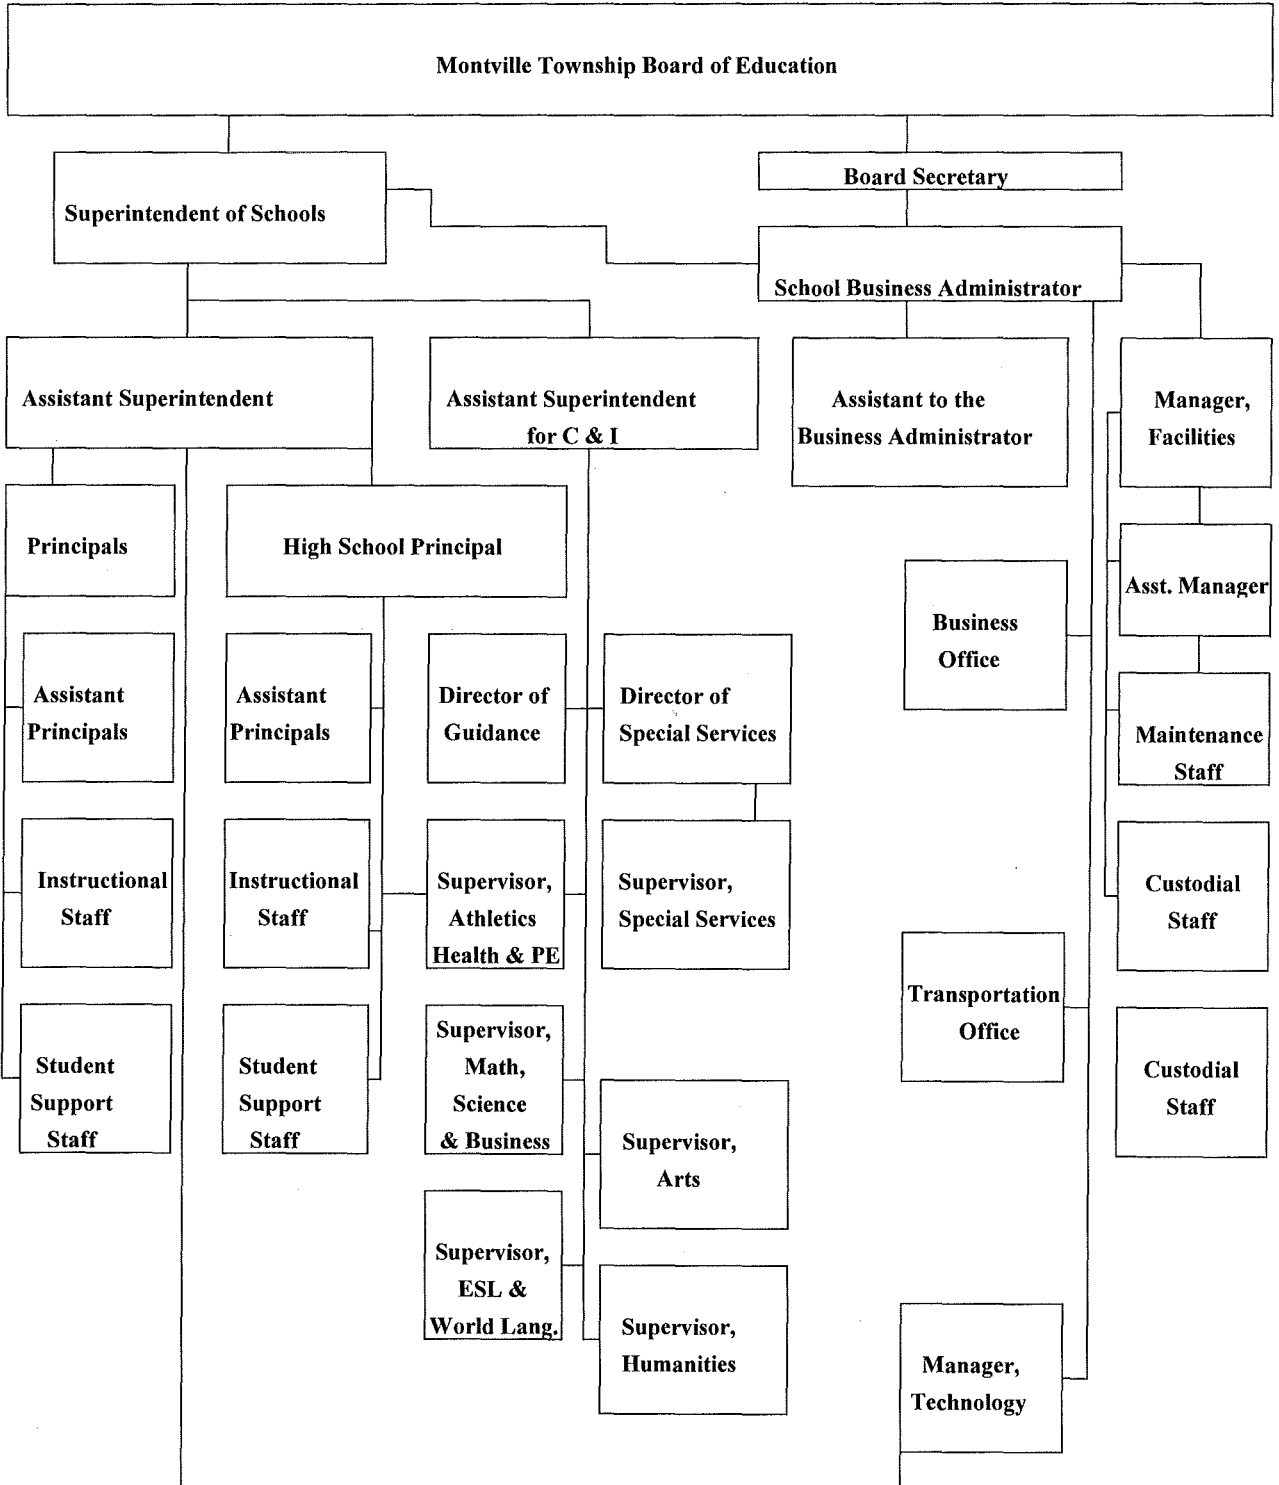 Montville Township Board of Education
Board Secretary
Superintendent of Schools
School Business Administrator
Assistant Superintendent
Assistant Superintendent
for C & I
Assistant to the
Business Administrator
Manager,
Facilities
Principals
High School Principal
Asst. Manager
Business
Office
Assistant
Principals
Assistant
Principals
Director of
Guidance
Director of
Special Services
Maintenance
Staff
Instructional
Staff
Instructional
Staff
Supervisor,
Athletics
Health & PE
Supervisor,
Special Services
Custodial
Staff
Transportation
Office
Student
Support
Staff
Student
Support
Staff
Supervisor,
Math,
Science
& Business
Custodial
Staff
Supervisor,
Arts
Supervisor,
ESL &
World Lang.
Supervisor,
Humanities
Manager,
Technology